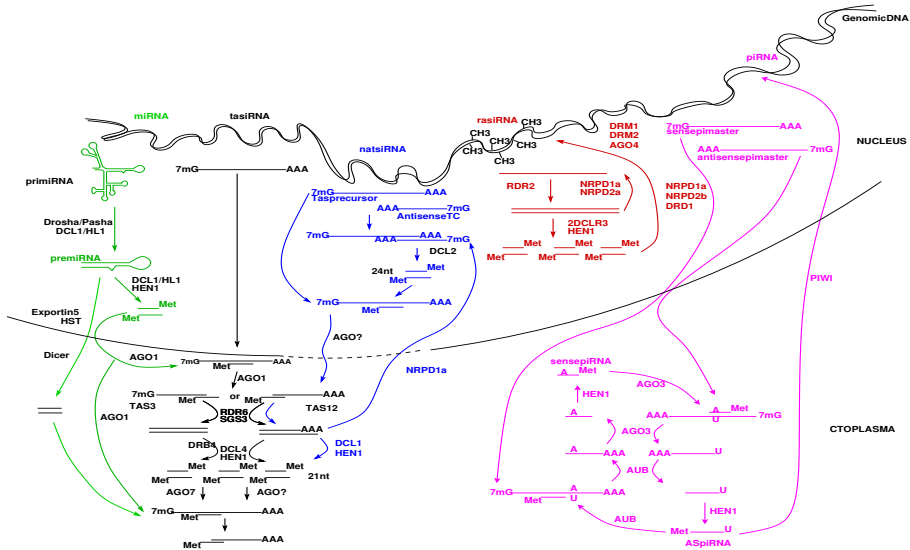 GenomicDNA
piRNA
miRNA
tasiRNA
rasiRNA
CH3
CH3
CH3
CH3
CH3
natsiRNA
DRM1
DRM2
AGO4
7mG
AAA
sensepimaster
AAA
7mG
antisensepimaster
NUCLEUS
primiRNA
7mG
AAA
7mG
AAA
Tasprecursor
AAA
7mG
AntisenseTC
RDR2
NRPD1a
NRPD2a
NRPD1a
NRPD2b
DRD1
Drosha/Pasha
DCL1/HL1
7mG
AAA
7mG
2DCLR3
HEN1
Met
Met
Met
Met
Met
Met
premiRNA
DCL2
24nt
Met
Met
DCL1/HL1
HEN1
Met
Met
PIWI
7mG
AAA
Met
Exportin5
HST
AGO?
Dicer
AGO1
7mG
AAA
Met
NRPD1a
sensepiRNA
A
Met
AGO1
AGO3
HEN1
7mG
or
AAA
Met
Met
TAS3
TAS12
AGO1
RDR6
SGS3
A
AAA
A
Met
U
7mG
AGO3
CTOPLASMA
AAA
DRB4
DCL4
HEN1
DCL1
HEN1
A
AAA
AAA
U
AUB
Met
Met
Met
Met
Met
Met
21nt
AGO7
AGO?
7mG
A
AAA
Met
U
U
HEN1
7mG
AAA
Met
AUB
Met
U
ASpiRNA
Met
AAA